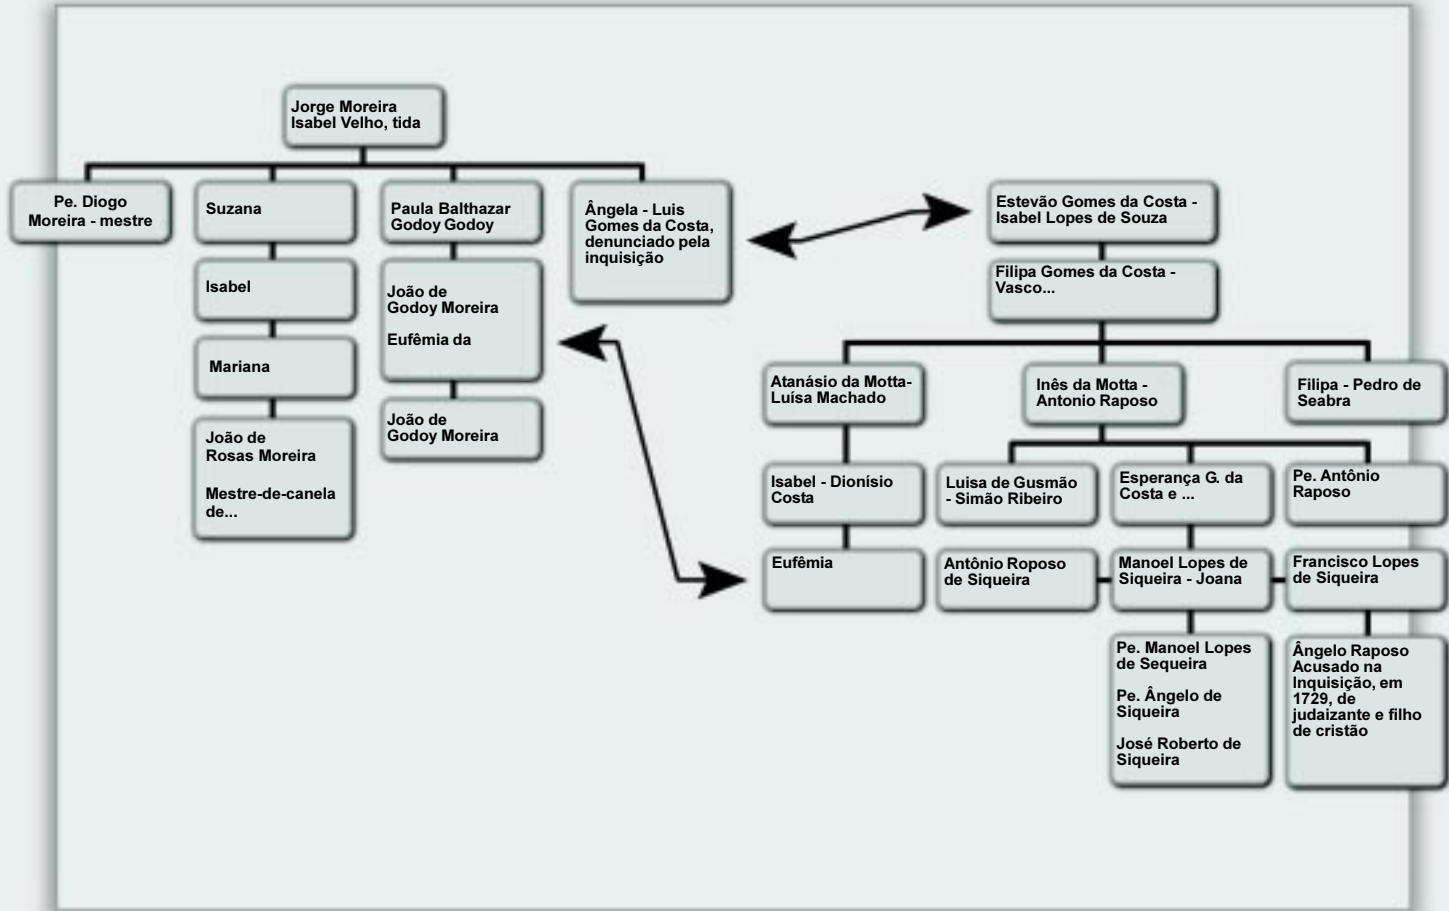 Jorge Moreira
Isabel Velho, tida
Pe. Diogo
Moreira - mestre
Suzana
Paula Balthazar
Godoy Godoy
Ângela - Luis
Gomes da Costa,
denunciado pela
inquisição
Isabel
João de
Godoy Moreira
Eufêmia da
Mariana
João de
Godoy Moreira
João de
Rosas Moreira
Mestre-de-canela
de...
Estevão Gomes da Costa -
Isabel Lopes de Souza
Filipa Gomes da Costa -
Vasco...
Atanásio da Motta-
Luísa Machado
Inês da Motta -
Antonio Raposo
Filipa - Pedro de
Seabra
Isabel - Dionísio
Costa
Luisa de Gusmão
- Simão Ribeiro
Esperança G. da
Costa e ...
Pe. Antônio
Raposo
Eufêmia
Antônio Roposo
de Siqueira
Manoel Lopes de
Siqueira - Joana
Francisco Lopes
de Siqueira
Pe. Manoel Lopes
de Sequeira
Pe. Ângelo de
Siqueira
José Roberto de
Siqueira
Ângelo Raposo
Acusado na
Inquisição, em
1729, de
judaizante e filho
de cristão